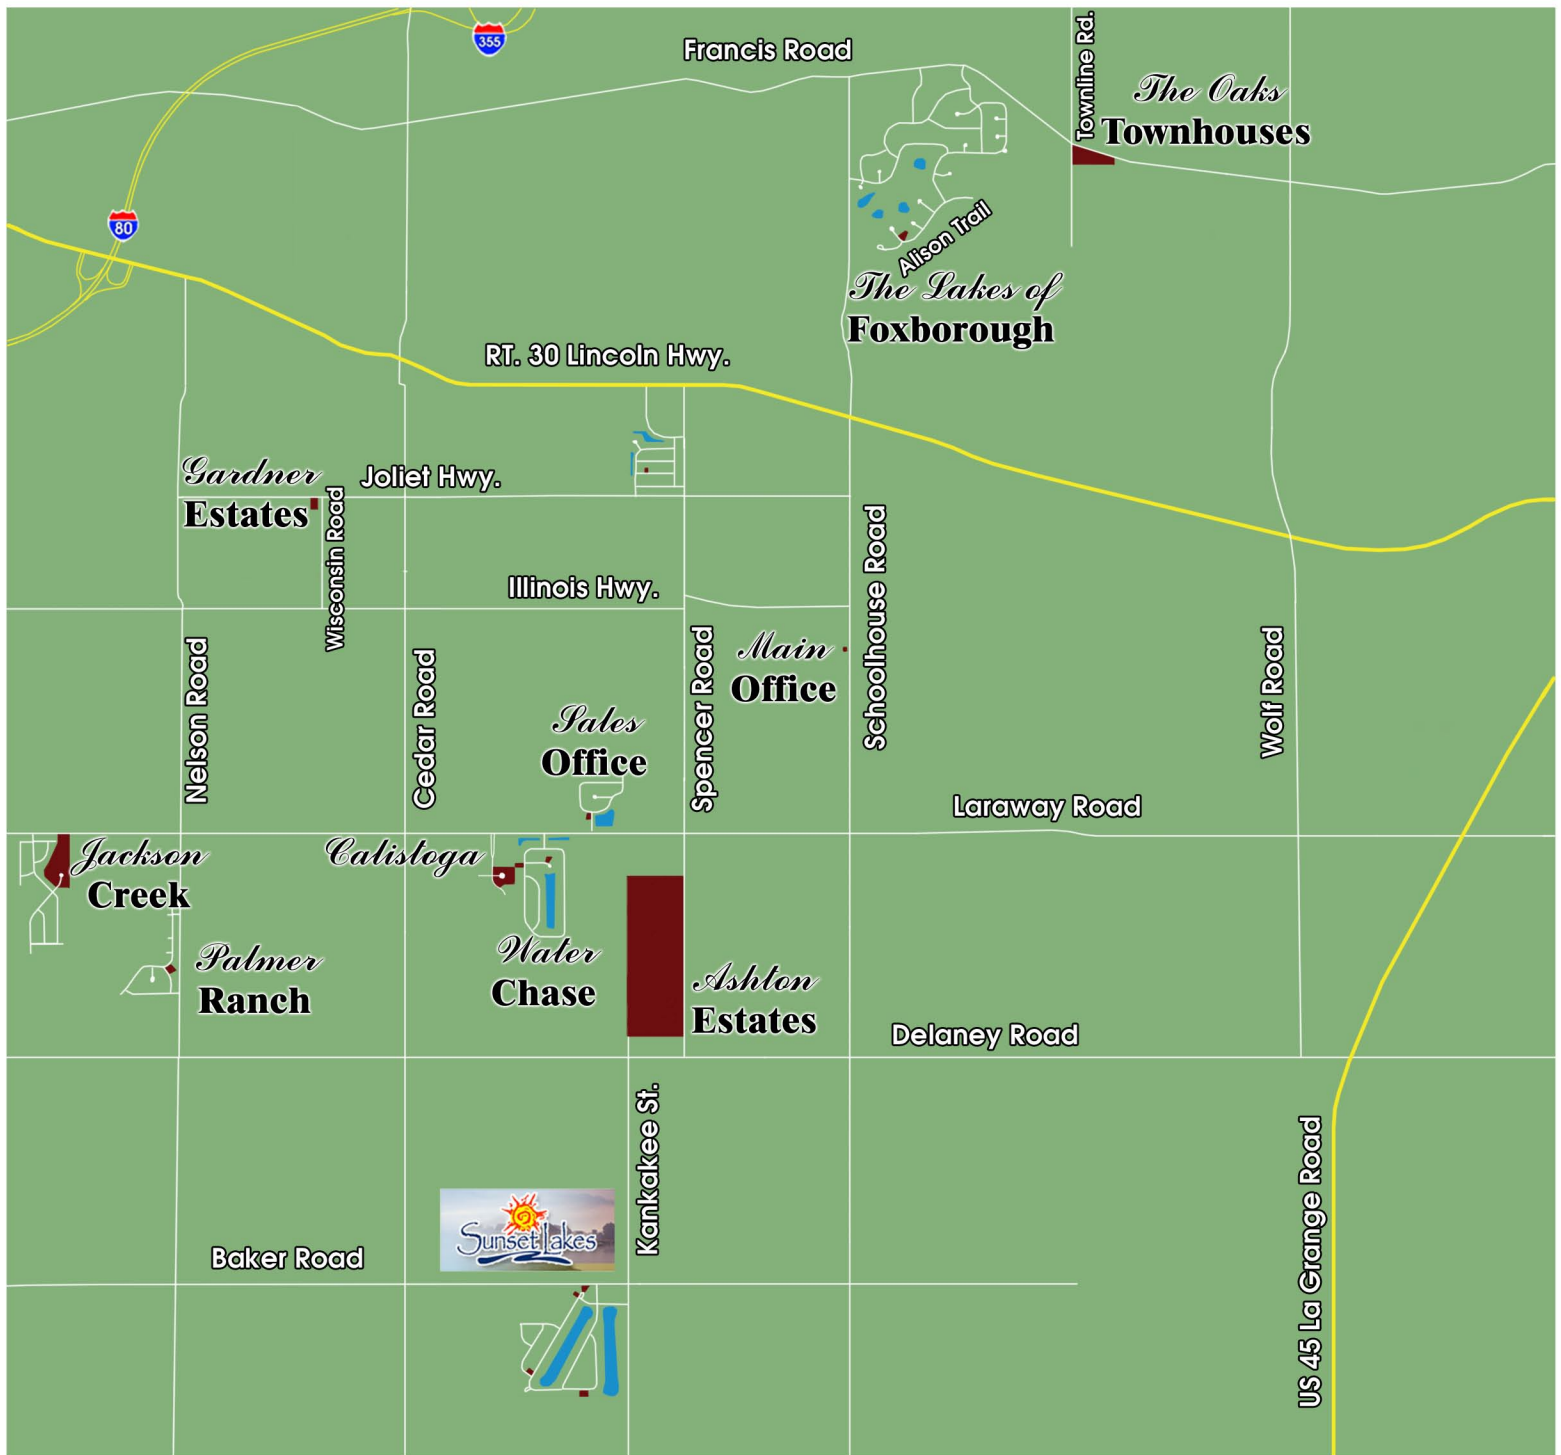 355
Francis Road
Townline Rd.
The Oaks
Townhouses
80
Alison Trail
The Lakes of
Foxborough
RT. 30 Lincoln Hwy.
Gardner
Estates
Joliet Hwy.
Wisconsin Road
Illinois Hwy.
Schoolhouse Road
Main
Office
Nelson Road
Cedar Road
Spencer Road
Wolf Road
Sales
Office
Laraway Road
Jackson
Creek
Calistoga
Palmer
Ranch
Water
Chase
Ashton
Estates
Delaney Road
Kankakee St.
Sunset Lakes
Baker Road
US 45 La Grange Road